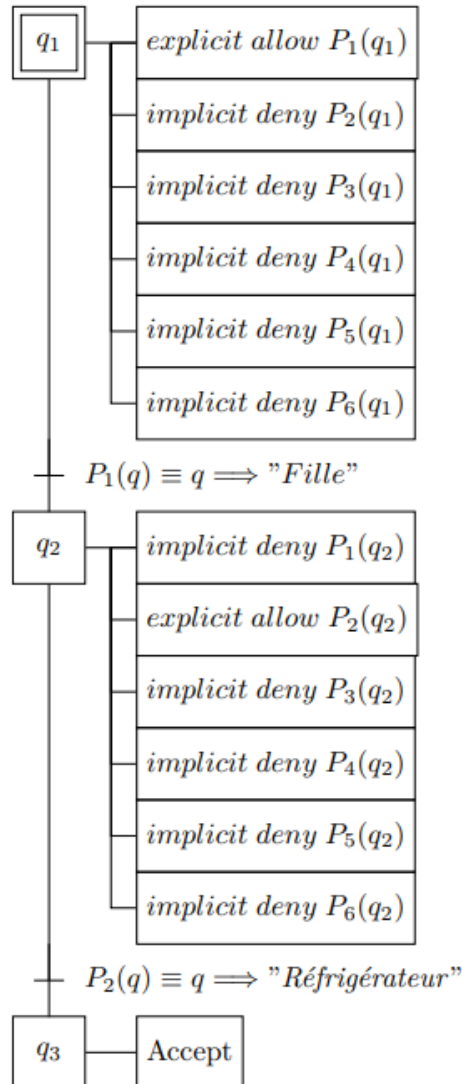 q₁ explicit allow P₁(q₁)
implicit deny P₂(q₁)
implicit deny P₃(q₁)
implicit deny P₄(q₁)
implicit deny P₅(q₁)
implicit deny P₆(q₁)
P₁(q) ≡ q ⟹ ”Fille”
q₂ implicit deny P₁(q₂)
explicit allow P₂(q₂)
implicit deny P₃(q₂)
implicit deny P₄(q₂)
implicit deny P₅(q₂)
implicit deny P₆(q₂)
P₂(q) ≡ q ⟹ ”Réfrigérateur”
q₃ Accept